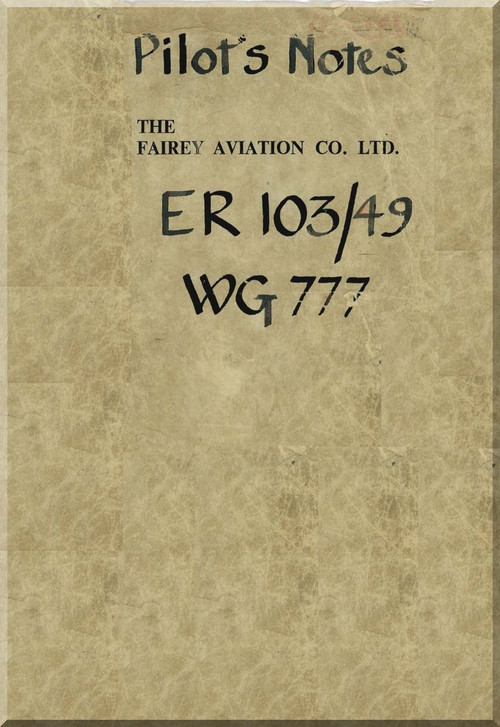 Pilot's Notes
THE
FAIREY AVIATION CO. LTD.
ER 103/49
WG 777